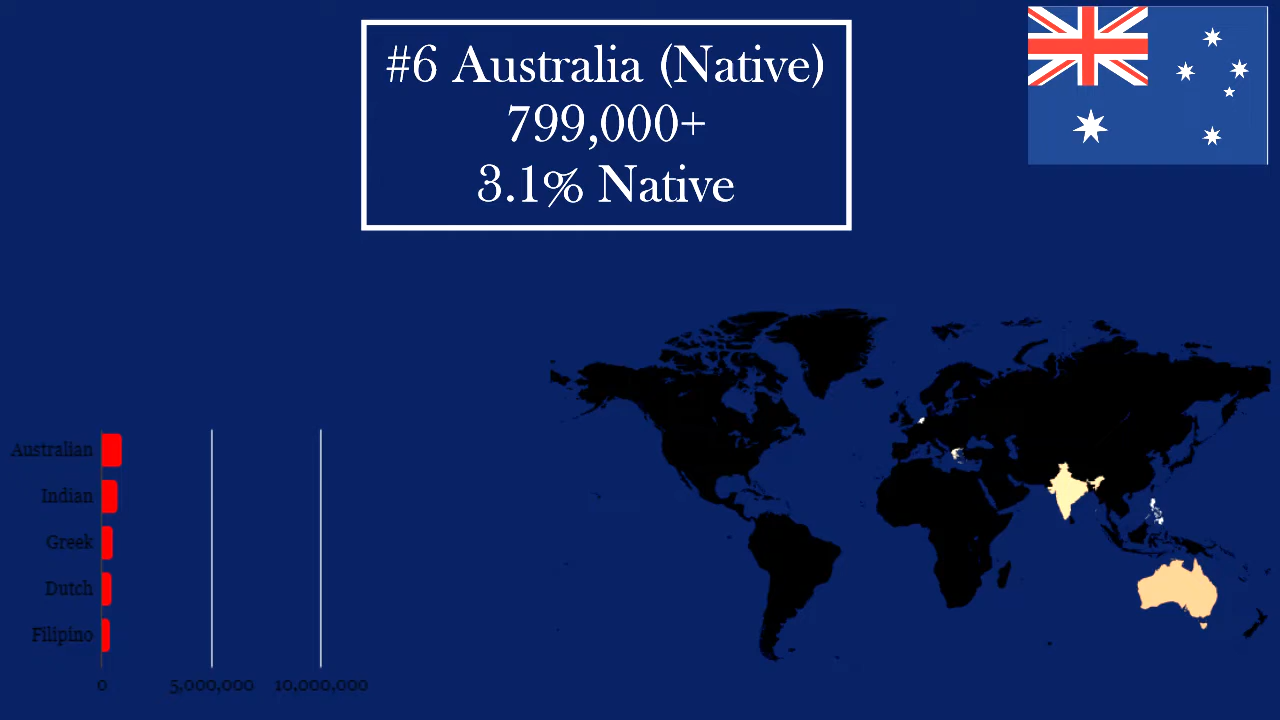 #6 Australia (Native)
799,000+
3.1% Native
Australian
Indian
Greek
Dutch
Filipino
0 5,000,000 10,000,000